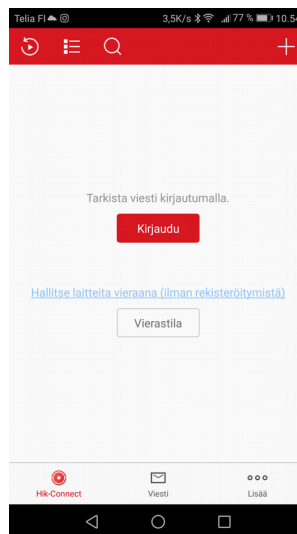 Telia FI 3,5K/s 77 % 10.54
Tarkista viesti kirjautumalla.
Kirjaudu
Hallitse laitteita vieraana (ilman rekisteröitymistä)
Vierastila
Hik-Connect Viesti Lisää